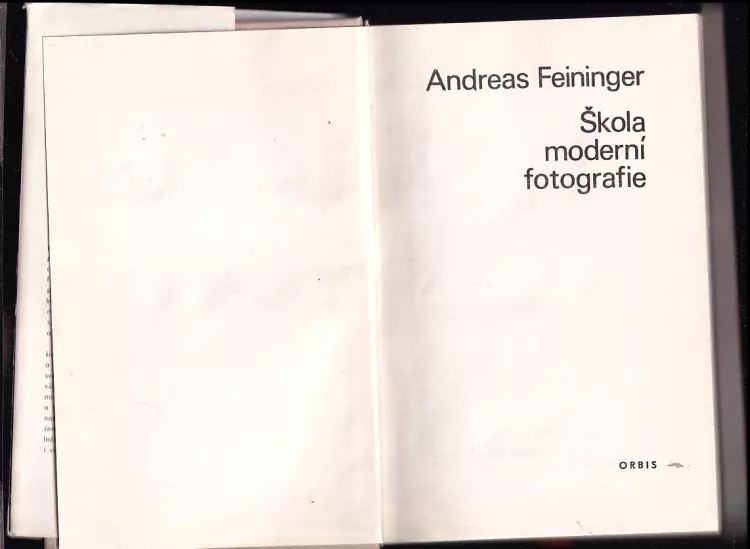 Andreas Feininger
Škola
moderní
fotografie
ORBIS